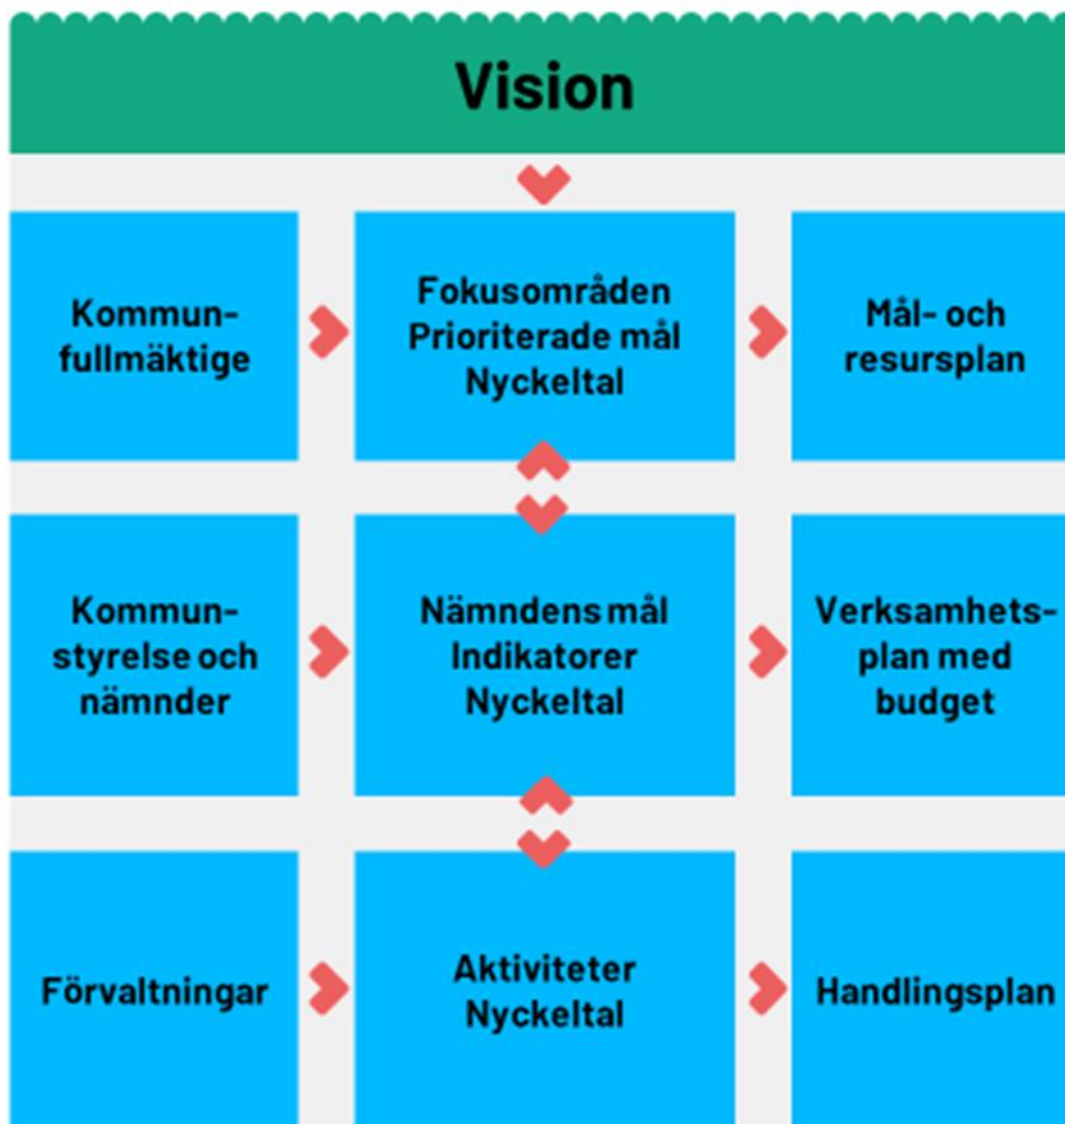 Vision
Kommun-
fullmäktige
Fokusområden
Prioriterade mål
Nyckeltal
Mål- och
resursplan
Kommun-
styrelse och
nämnder
Nämndens mål
Indikatorer
Nyckeltal
Verksamhets-
plan med
budget
Förvaltningar
Aktiviteter
Nyckeltal
Handlingsplan